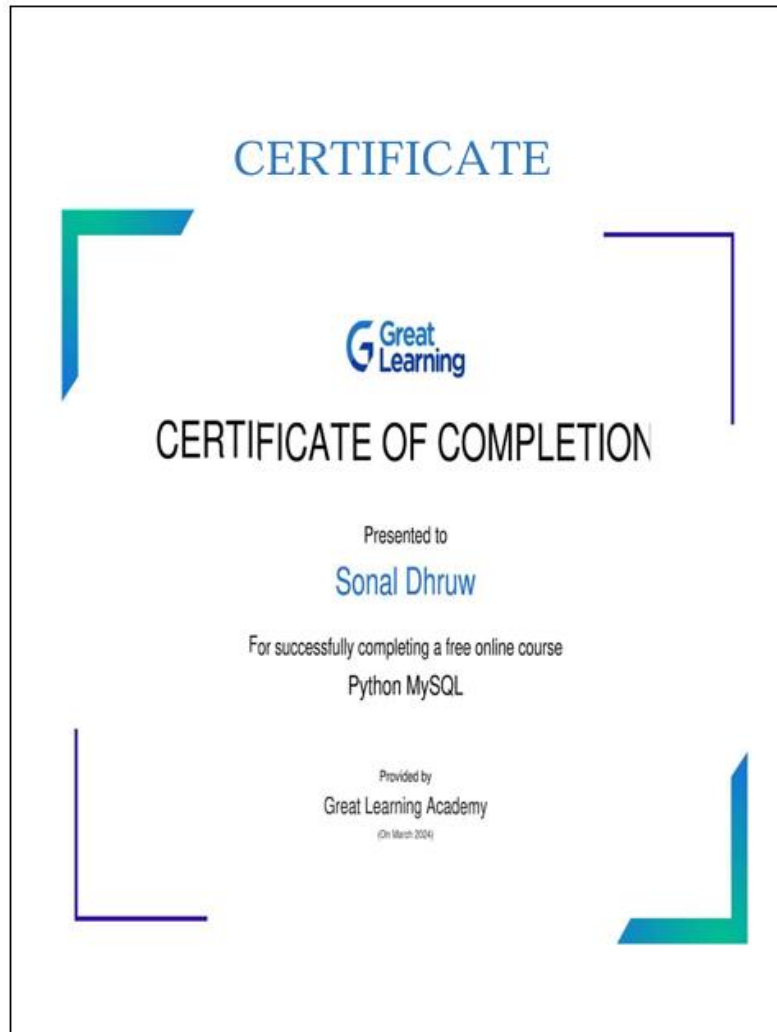 CERTIFICATE
Great
Learning
CERTIFICATE OF COMPLETION
Presented to
Sonal Dhruw
For successfully completing a free online course
Python MySQL
Provided by
Great Learning Academy
(On March 2024)